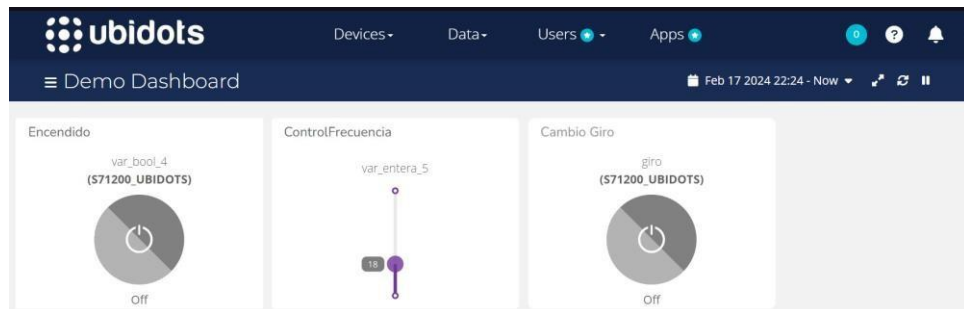 ubidots Devices Data Users Apps 0 ?
Demo Dashboard Feb 17 2024 22:24 - Now
Encendido
var_bool_4
(S71200_UBIDOTS)
Off
ControlFrecuencia
var_entera_5
18
Cambio Giro
giro
(S71200_UBIDOTS)
Off